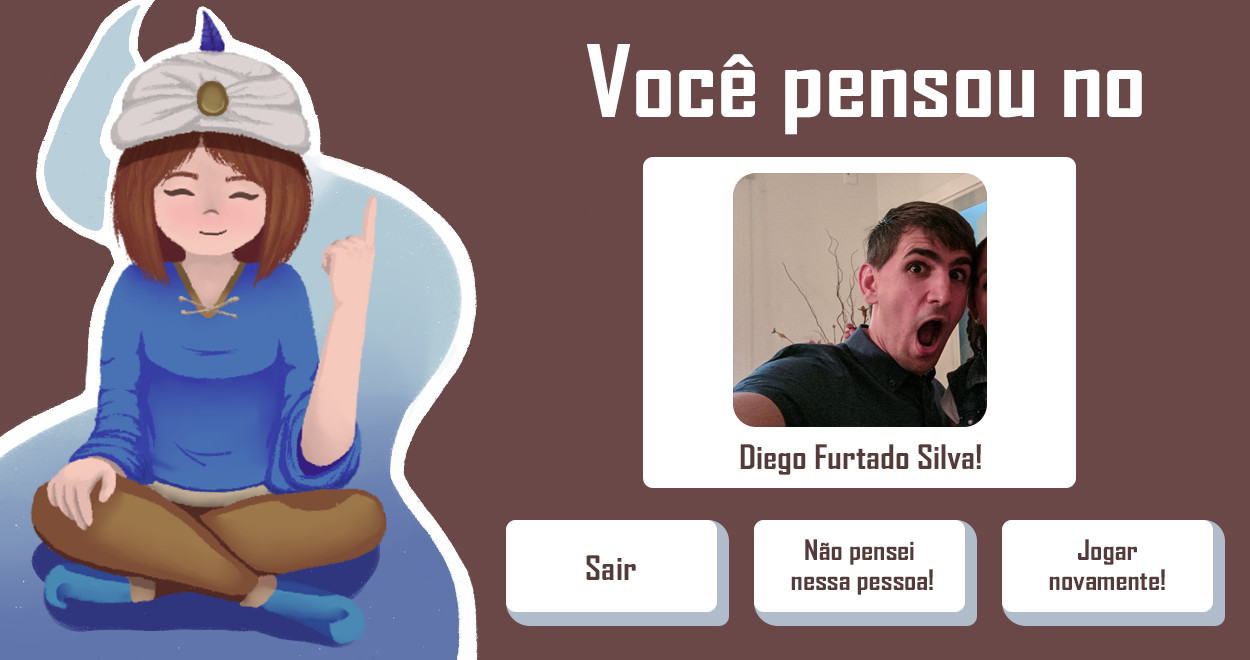 Você pensou no
Diego Furtado Silva!
Sair
Não pensei
nessa pessoa!
Jogar
novamente!